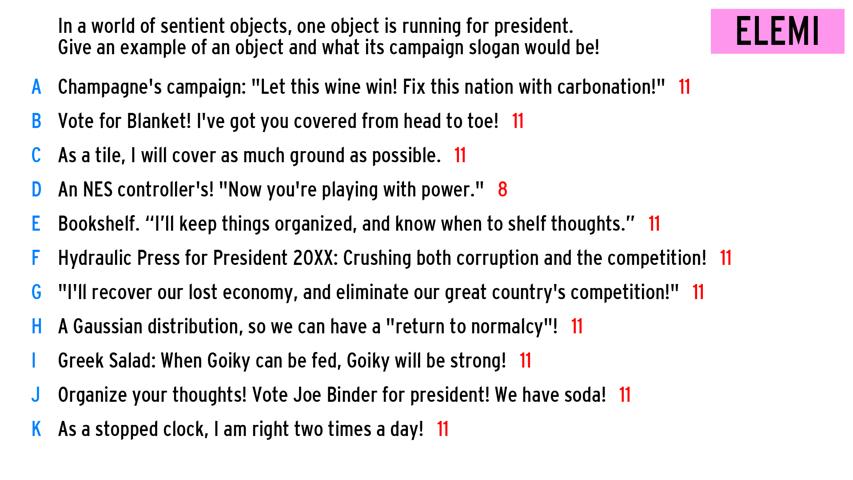 In a world of sentient objects, one object is running for president.
Give an example of an object and what its campaign slogan would be!
ELEMI
A Champagne's campaign: "Let this wine win! Fix this nation with carbonation!" 11
B Vote for Blanket! I've got you covered from head to toe! 11
C As a tile, I will cover as much ground as possible. 11
D An NES controller's! "Now you're playing with power." 8
E Bookshelf. “I’ll keep things organized, and know when to shelf thoughts.” 11
F Hydraulic Press for President 20XX: Crushing both corruption and the competition! 11
G "I'll recover our lost economy, and eliminate our great country's competition!" 11
H A Gaussian distribution, so we can have a "return to normalcy"! 11
I Greek Salad: When Goiky can be fed, Goiky will be strong! 11
J Organize your thoughts! Vote Joe Binder for president! We have soda! 11
K As a stopped clock, I am right two times a day! 11